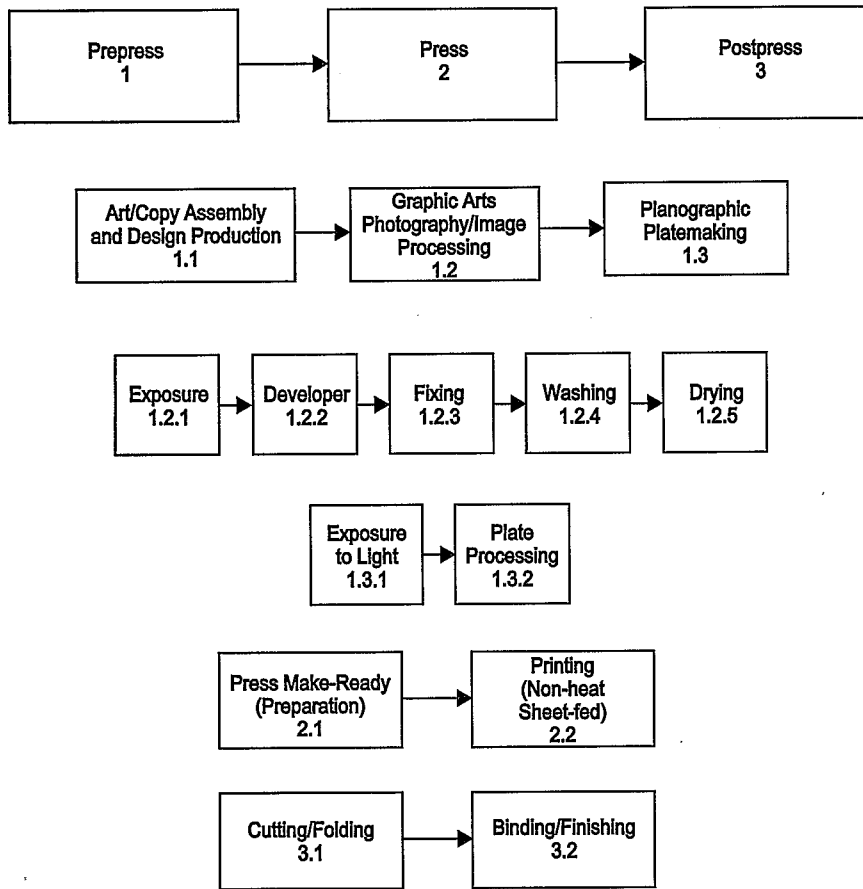 Prepress
1
Press
2
Postpress
3
Art/Copy Assembly
and Design Production
1.1
Graphic Arts
Photography/Image
Processing
1.2
Planographic
Platemaking
1.3
Exposure
1.2.1
Developer
1.2.2
Fixing
1.2.3
Washing
1.2.4
Drying
1.2.5
Exposure
to Light
1.3.1
Plate
Processing
1.3.2
Press Make-Ready
(Preparation)
2.1
Printing
(Non-heat
Sheet-fed)
2.2
Cutting/Folding
3.1
Binding/Finishing
3.2